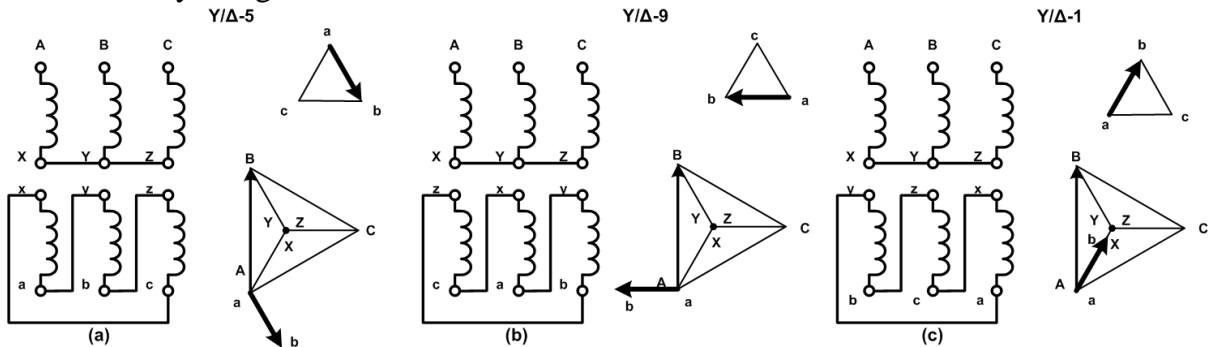 Y/Δ-5
A B C
a
c b
X Y Z
x y z
a b c
B
Y Z
X
C
A
a
b
(a)
Y/Δ-9
A B C
c
b a
X Y Z
z x y
c a b
B
Y Z
X
C
A
b a
(b)
Y/Δ-1
A B C
b
a c
X Y Z
y z x
b c a
B
Y Z
b X
C
A
a
(c)